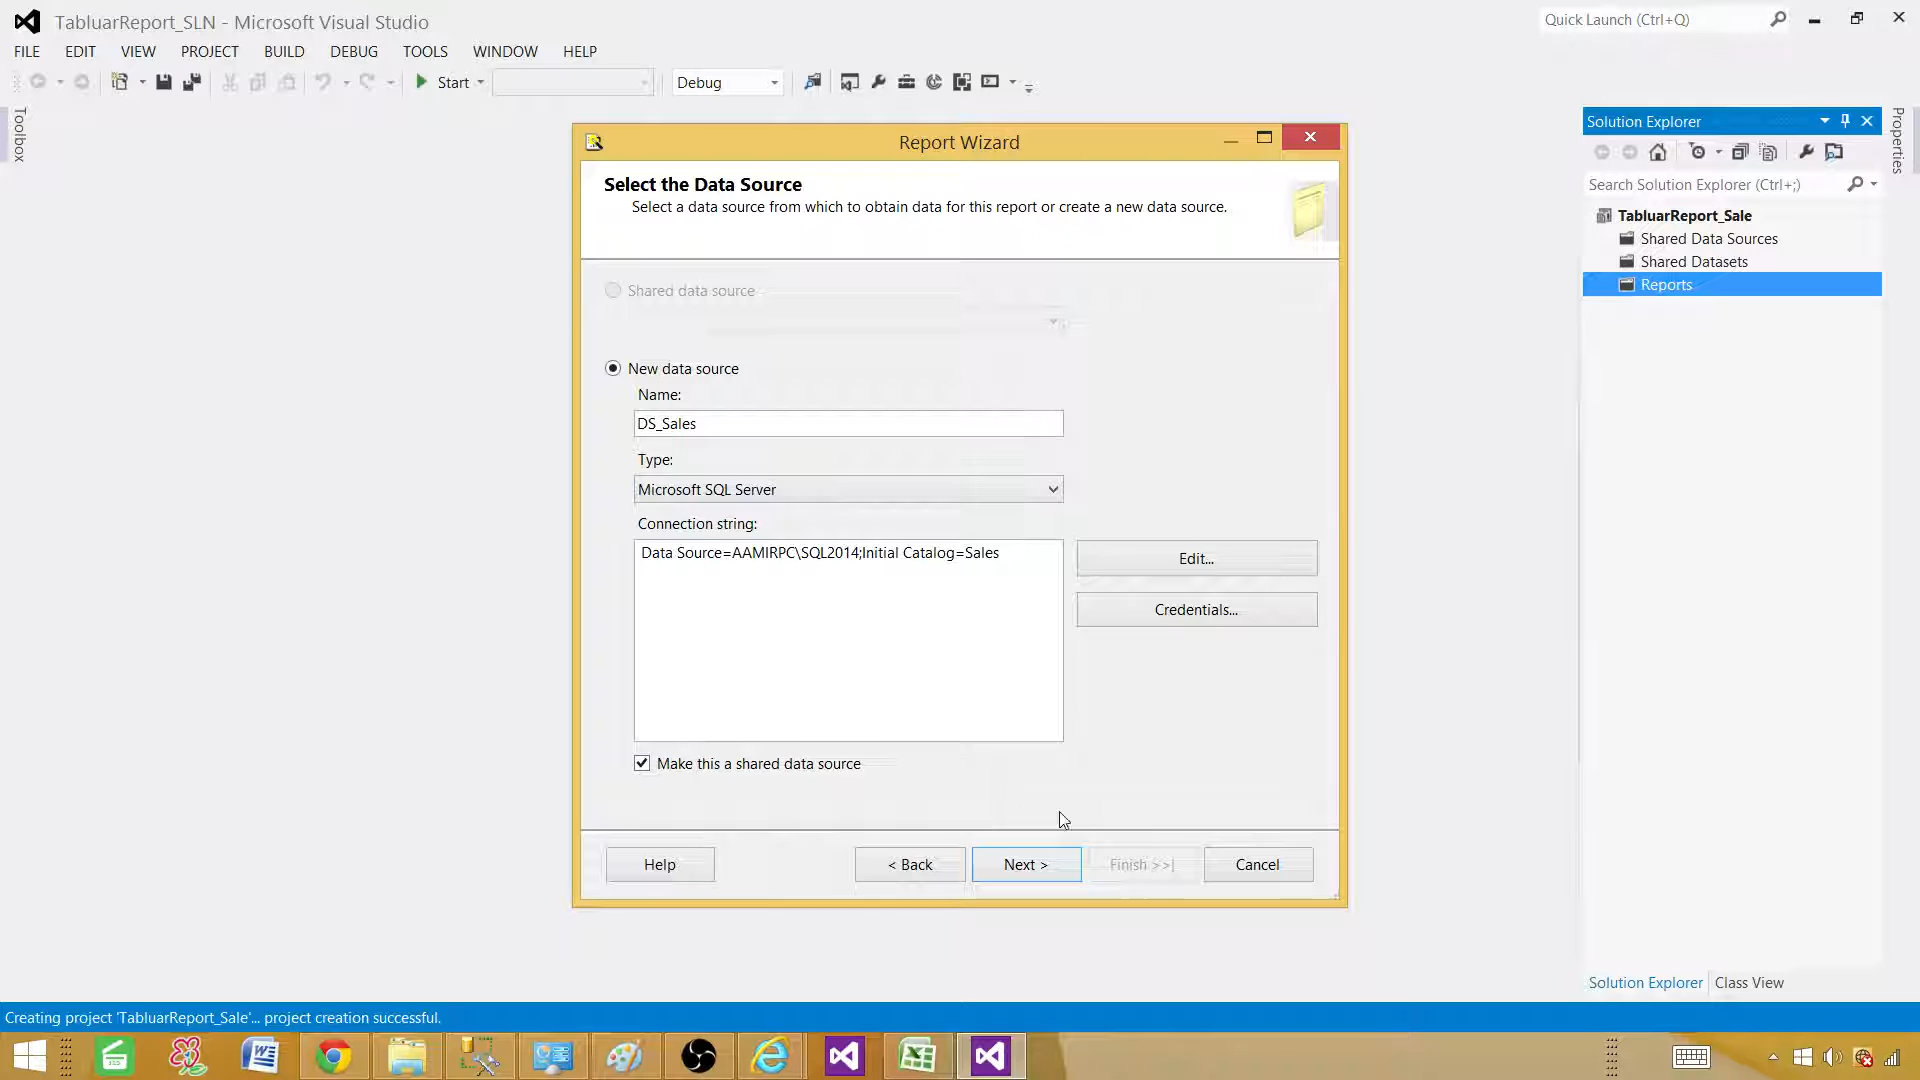 TabluarReport_SLN - Microsoft Visual Studio
Quick Launch (Ctrl+Q)
FILE EDIT VIEW PROJECT BUILD DEBUG TOOLS WINDOW HELP
Start
Debug
Toolbox
Report Wizard
Select the Data Source
Select a data source from which to obtain data for this report or create a new data source.
Shared data source
New data source
Name:
DS_Sales
Type:
Microsoft SQL Server
Connection string:
Data Source=AAMIRPC\SQL2014;Initial Catalog=Sales
Edit...
Credentials...
Make this a shared data source
Help
< Back
Next >
Finish >>|
Cancel
Solution Explorer
Search Solution Explorer (Ctrl+;)
TabluarReport_Sale
Shared Data Sources
Shared Datasets
Reports
Properties
Solution Explorer Class View
Creating project 'TabluarReport_Sale'... project creation successful.